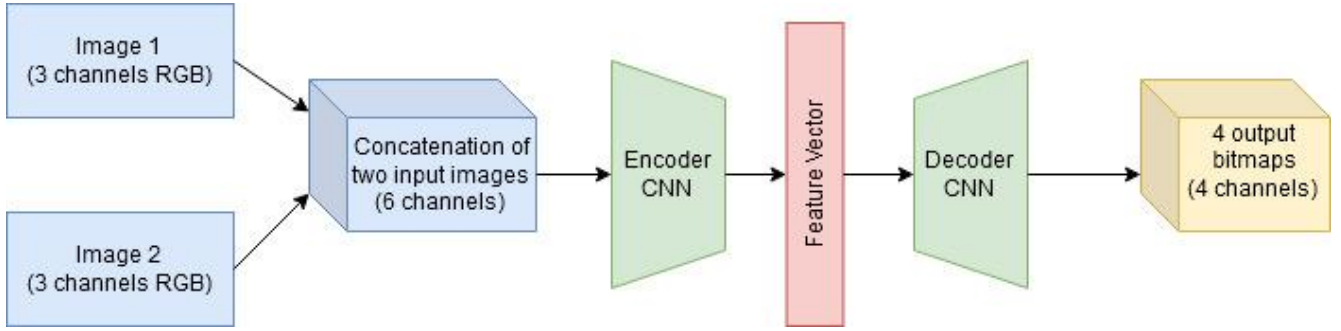 Image 1
(3 channels RGB)
Image 2
(3 channels RGB)
Concatenation of
two input images
(6 channels)
Encoder
CNN
Feature Vector
Decoder
CNN
4 output
bitmaps
(4 channels)